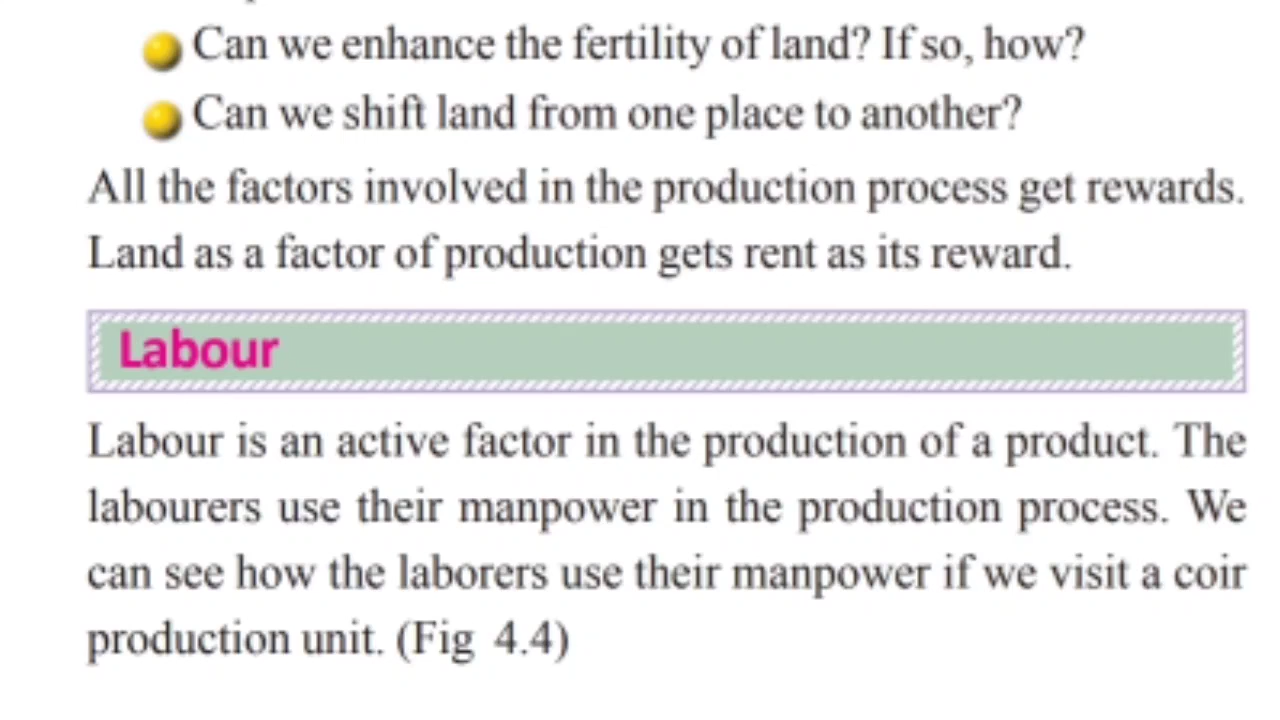 Can we enhance the fertility of land? If so, how?
Can we shift land from one place to another?
All the factors involved in the production process get rewards.
Land as a factor of production gets rent as its reward.
Labour
Labour is an active factor in the production of a product. The
labourers use their manpower in the production process. We
can see how the laborers use their manpower if we visit a coir
production unit. (Fig 4.4)